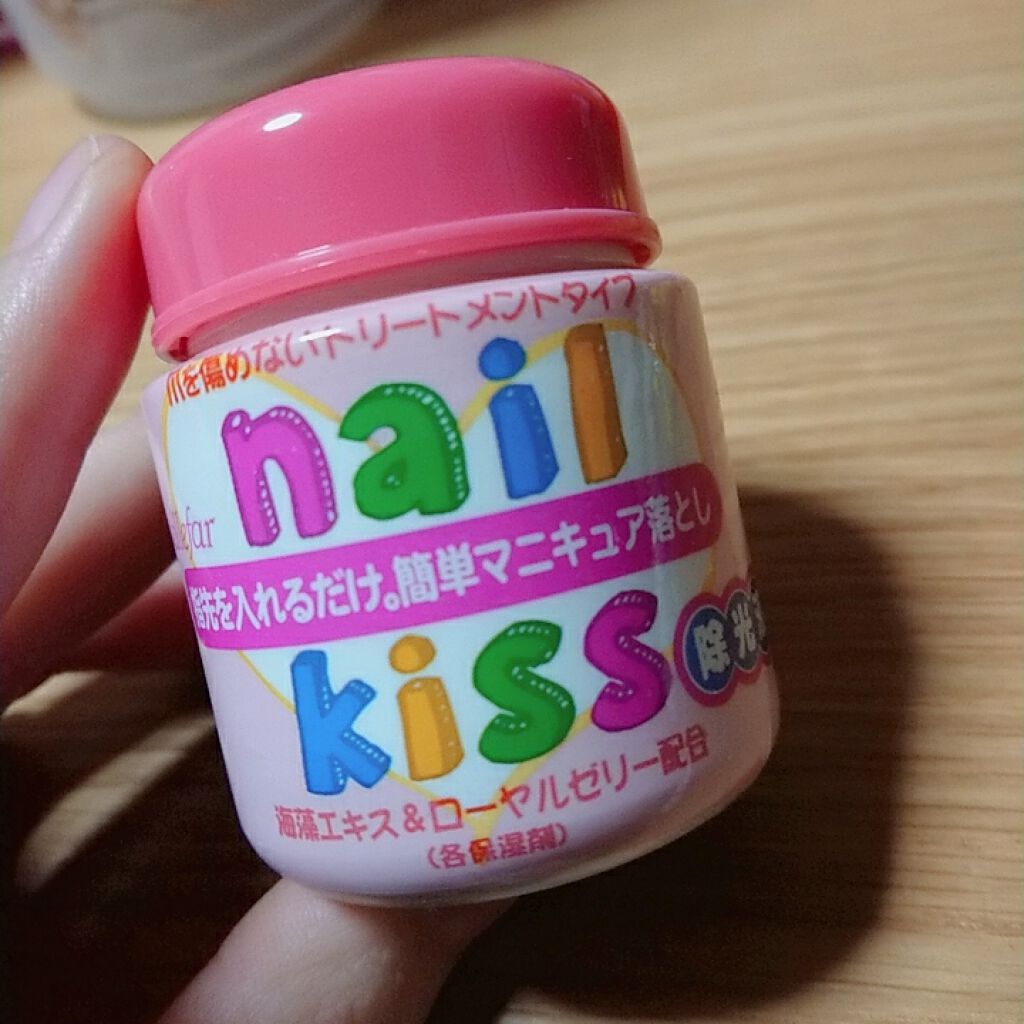 爪を傷めないトリートメントタイプ
nail
指先を入れるだけ。簡単マニキュア落とし
kiss
除光
海藻エキス&ローヤルゼリー配合
(各保湿剤)